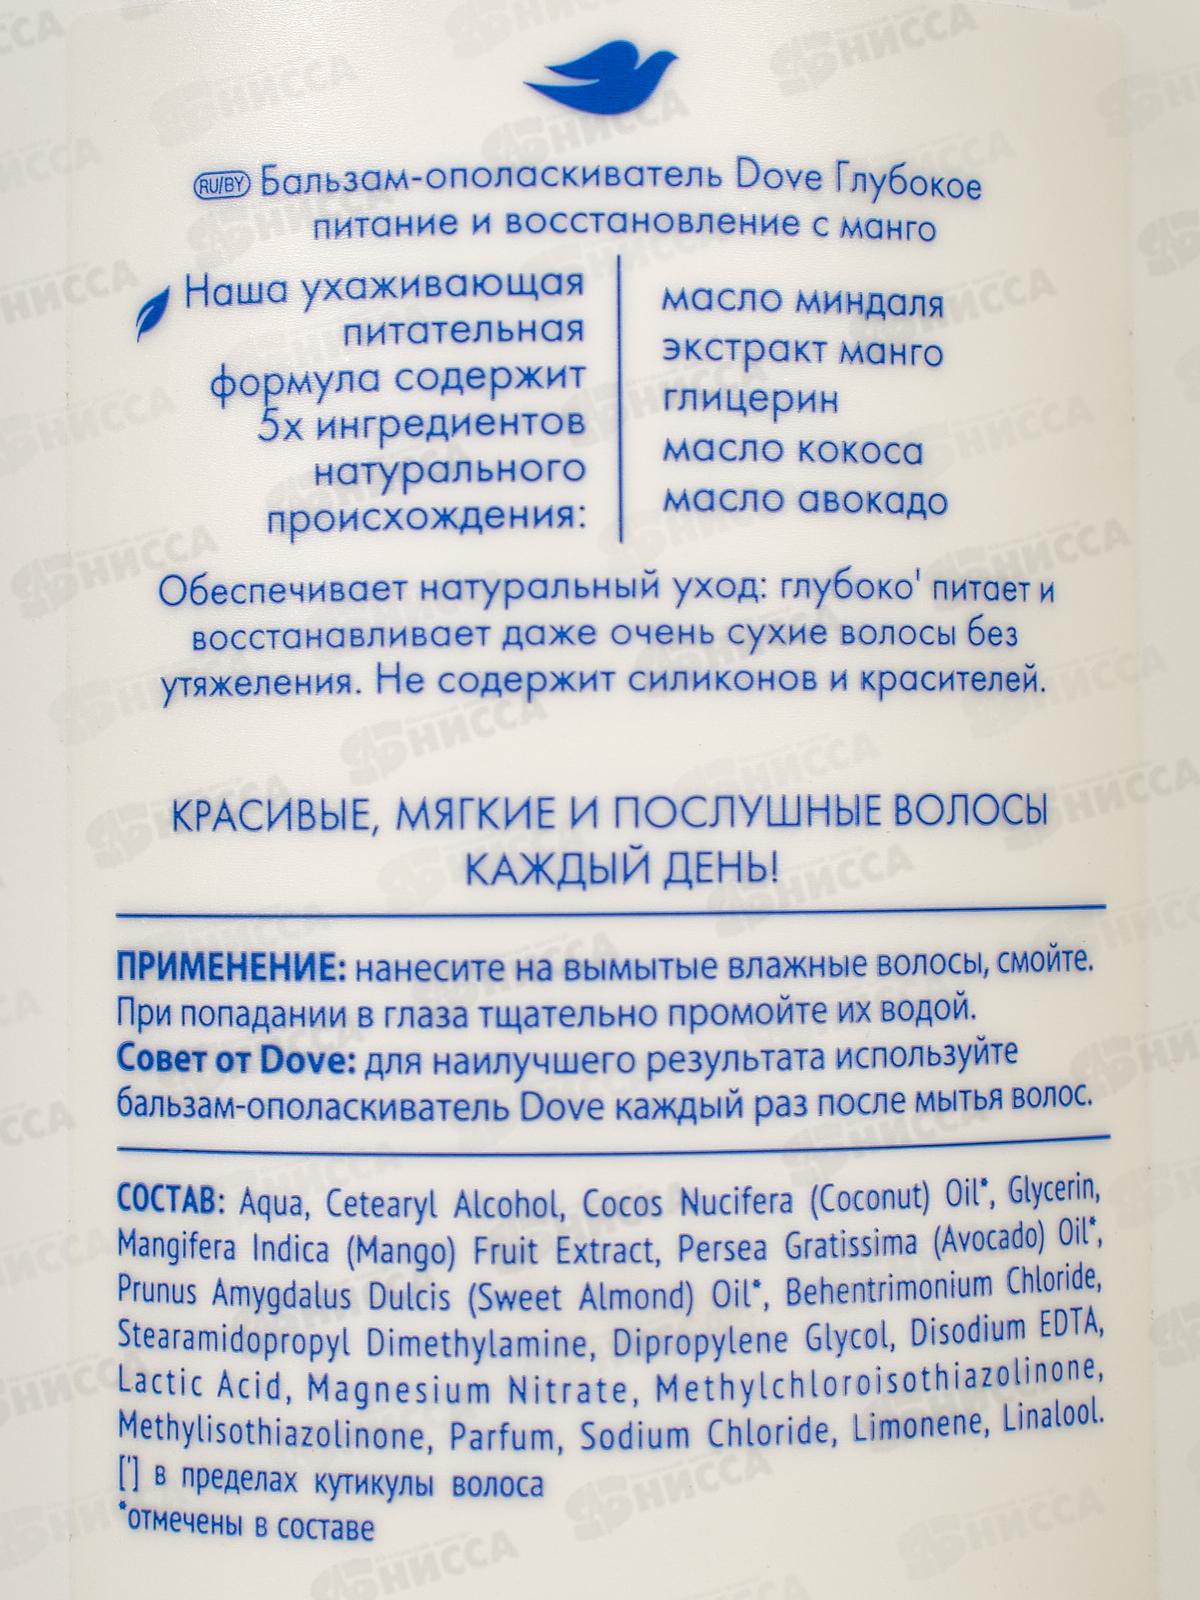 RU/BY Бальзам-ополаскиватель Dove Глубокое
питание и восстановление с манго
Наша ухаживающая
питательная
формула содержит
5х ингредиентов
натурального
происхождения:
масло миндаля
экстракт манго
глицерин
масло кокоса
масло авокадо
Обеспечивает натуральный уход: глубоко' питает и
восстанавливает даже очень сухие волосы без
утяжеления. Не содержит силиконов и красителей.
КРАСИВЫЕ, МЯГКИЕ И ПОСЛУШНЫЕ ВОЛОСЫ
КАЖДЫЙ ДЕНЬ!
ПРИМЕНЕНИЕ: нанесите на вымытые влажные волосы, смойте.
При попадании в глаза тщательно промойте их водой.
Совет от Dove: для наилучшего результата используйте
бальзам-ополаскиватель Dove каждый раз после мытья волос.
СОСТАВ: Aqua, Cetearyl Alcohol, Cocos Nucifera (Coconut) Oil*, Glycerin,
Mangifera Indica (Mango) Fruit Extract, Persea Gratissima (Avocado) Oil*,
Prunus Amygdalus Dulcis (Sweet Almond) Oil*, Behentrimonium Chloride,
Stearamidopropyl Dimethylamine, Dipropylene Glycol, Disodium EDTA,
Lactic Acid, Magnesium Nitrate, Methylchloroisothiazolinone,
Methylisothiazolinone, Parfum, Sodium Chloride, Limonene, Linalool.
['] в пределах кутикулы волоса
*отмечены в составе